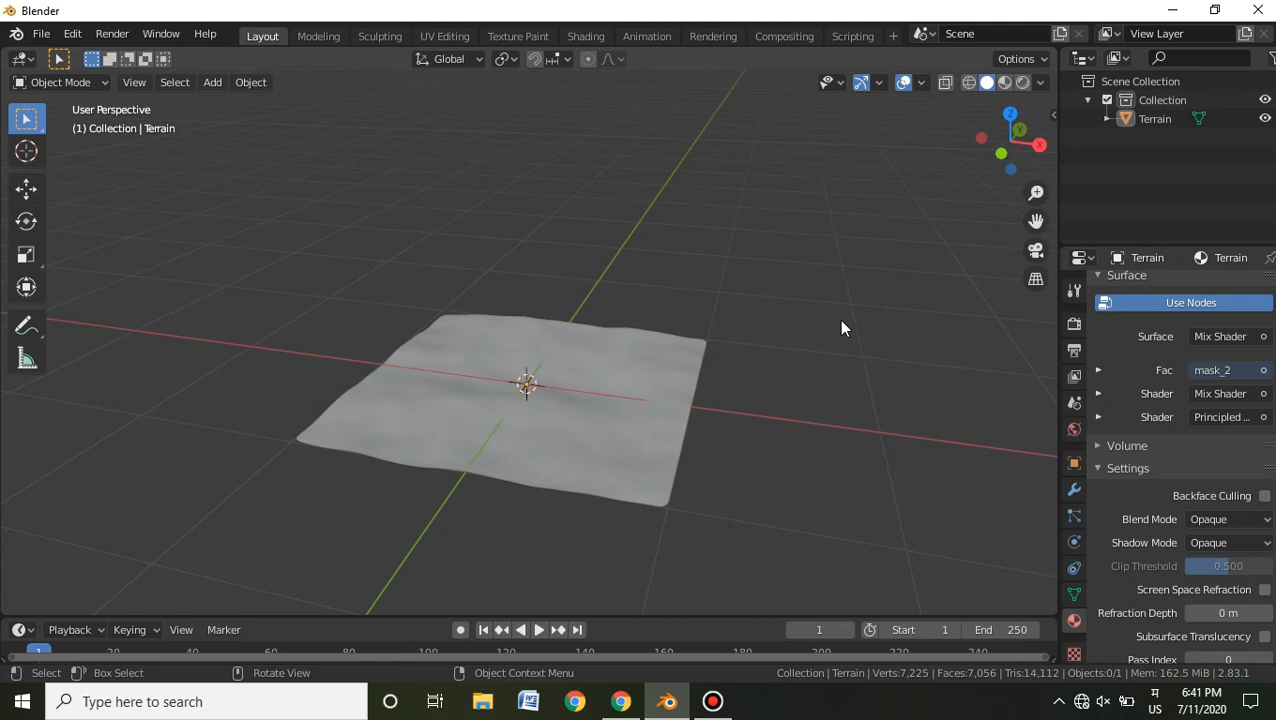 Blender
File Edit Render Window Help Layout Modeling Sculpting UV Editing Texture Paint Shading Animation Rendering Compositing Scripting + Scene View Layer
Global Options
Object Mode View Select Add Object
User Perspective
(1) Collection | Terrain
Z
Y
X
Scene Collection
Collection
Terrain
Terrain Terrain
Surface
Use Nodes
Surface Mix Shader
Fac mask_2
Shader Mix Shader
Shader Principled ...
Volume
Settings
Backface Culling
Blend Mode Opaque
Shadow Mode Opaque
Clip Threshold 0.500
Screen Space Refraction
Refraction Depth 0 m
Subsurface Translucency
Pass Index 0
Playback Keying View Marker 1 Start 1 End 250
1 20 40 60 80 100 120 140 160 180 200 220 240
Select Box Select Rotate View Object Context Menu Collection | Terrain | Verts:7,225 | Faces:7,056 | Tris:14,112 | Objects:0/1 | Mem: 162.5 MiB | 2.83.1
Type here to search
म
US
6:41 PM
7/11/2020